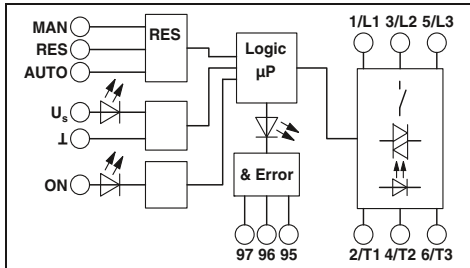 MAN
RES
AUTO
Us
⊥
ON
RES
Logic
µP
& Error
97 96 95
1/L1 3/L2 5/L3
2/T1 4/T2 6/T3